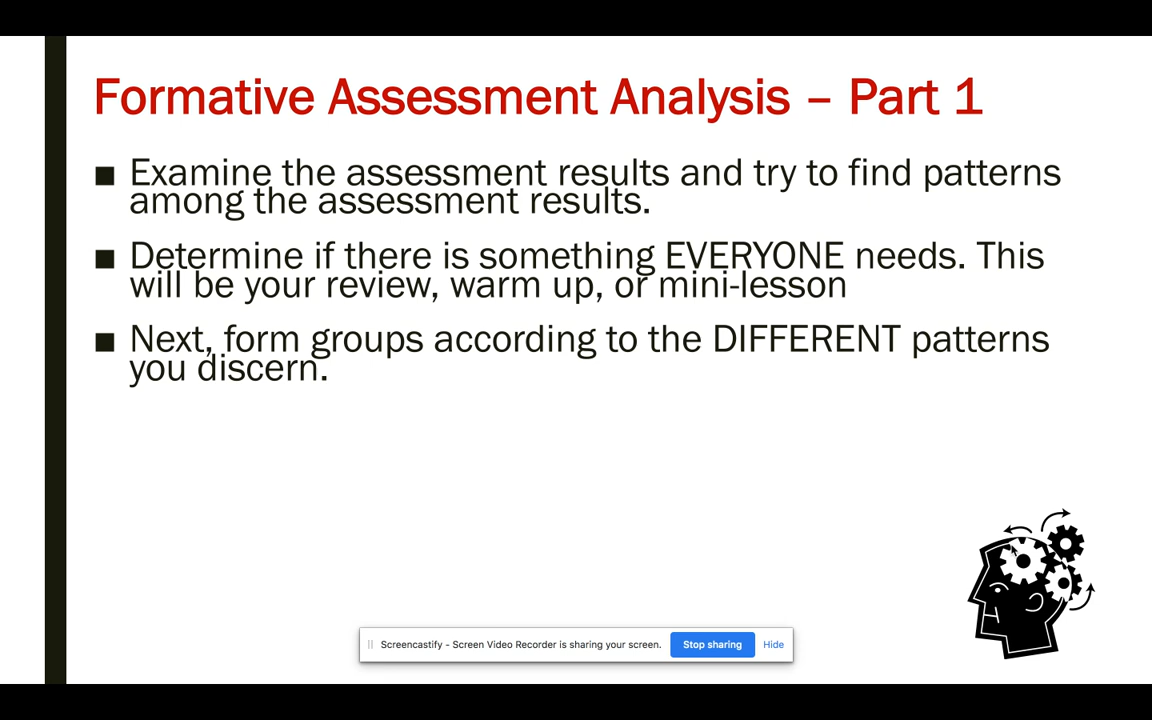 Formative Assessment Analysis – Part 1
■ Examine the assessment results and try to find patterns
among the assessment results.
■ Determine if there is something EVERYONE needs. This
will be your review, warm up, or mini-lesson
■ Next, form groups according to the DIFFERENT patterns
you discern.
Screencastify - Screen Video Recorder is sharing your screen. Stop sharing Hide